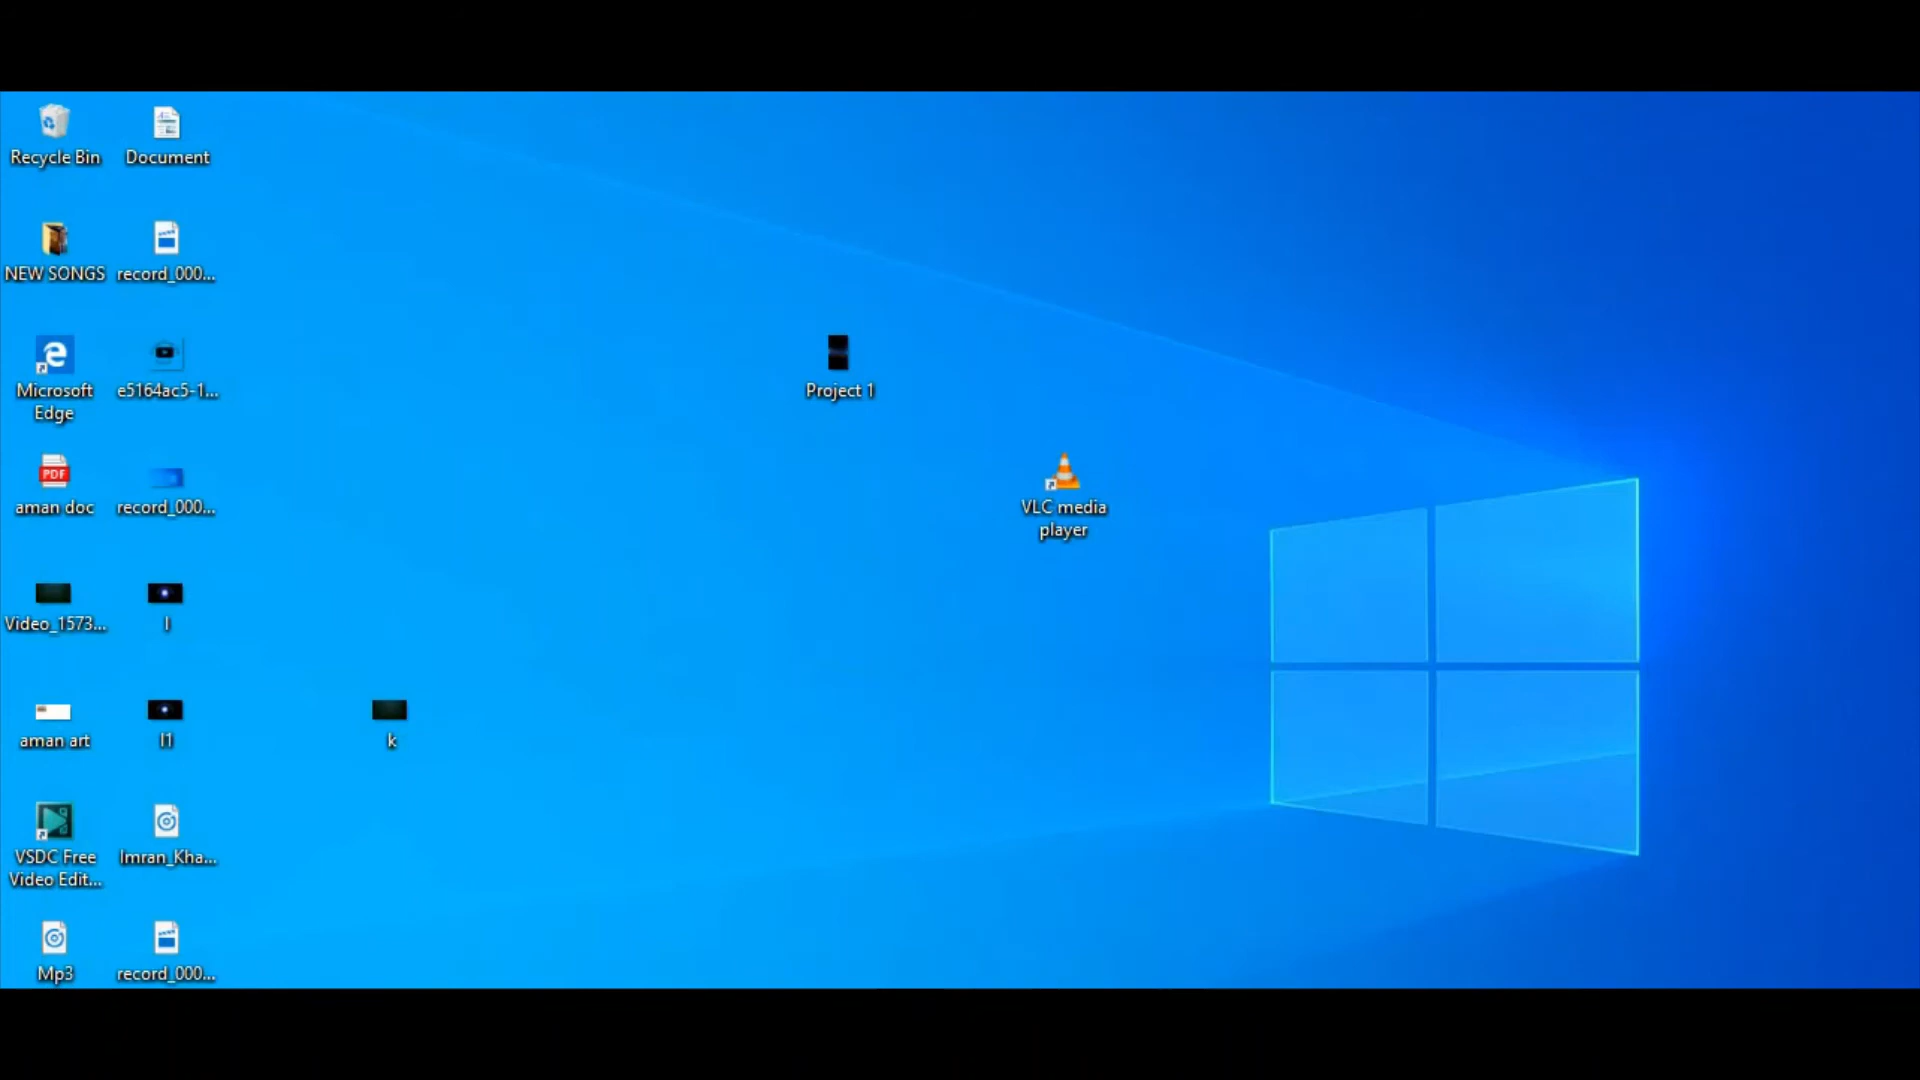 Recycle Bin
Document
NEW SONGS
record_000...
Microsoft
Edge
e5164ac5-1...
Project 1
aman doc
PDF
record_000...
VLC media
player
Video_1573...
l
aman art
l1
k
VSDC Free
Video Edit...
Imran_Kha...
Mp3
record_000...